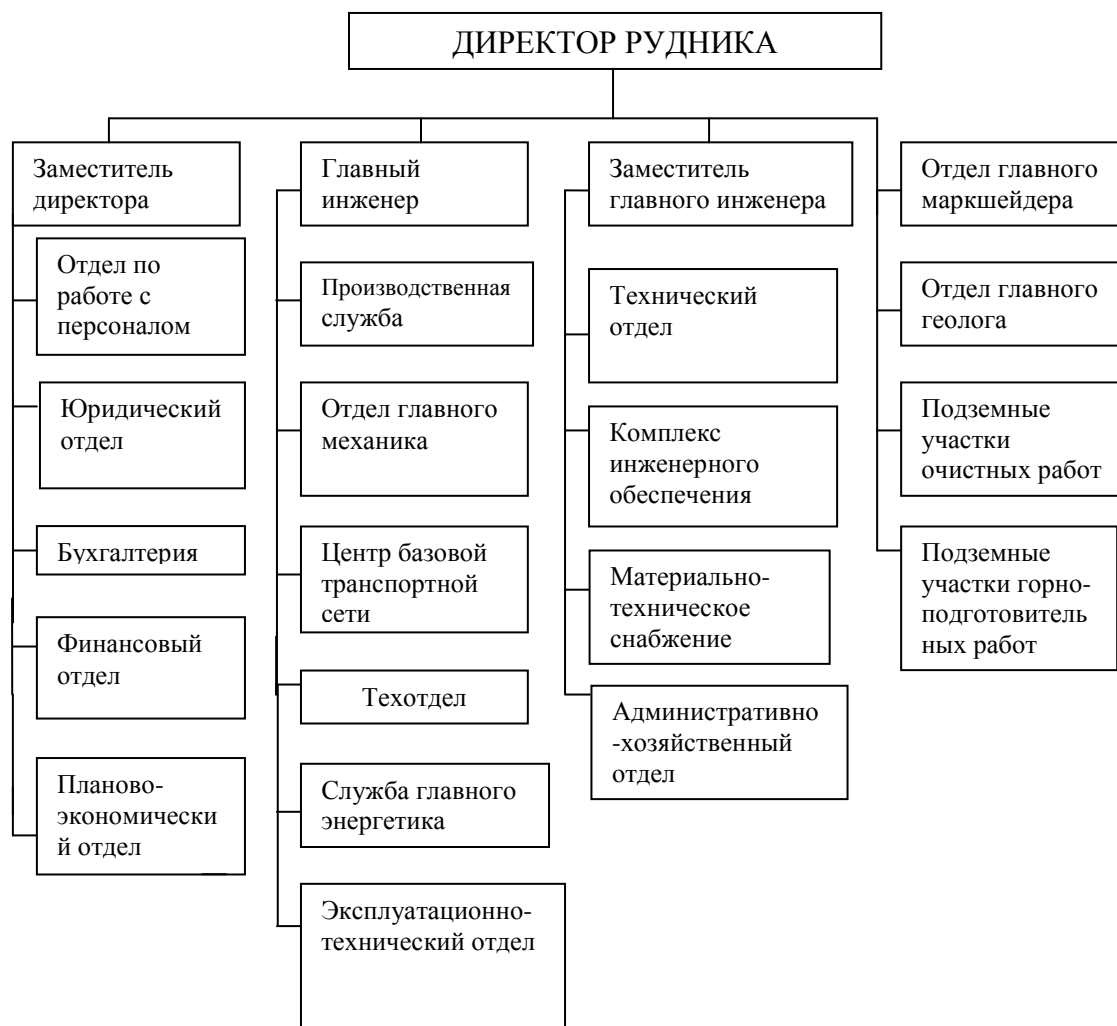 ДИРЕКТОР РУДНИКА
Заместитель
директора
Отдел по
работе с
персоналом
Юридический
отдел
Бухгалтерия
Финансовый
отдел
Планово-
экономически
й отдел
Главный
инженер
Производственная
служба
Отдел главного
механика
Центр базовой
транспортной
сети
Техотдел
Служба главного
энергетика
Эксплуатационно-
технический отдел
Заместитель
главного инженера
Технический
отдел
Комплекс
инженерного
обеспечения
Материально-
техническое
снабжение
Административно
-хозяйственный
отдел
Отдел главного
маркшейдера
Отдел главного
геолога
Подземные
участки
очистных работ
Подземные
участки горно-
подготовитель
ных работ